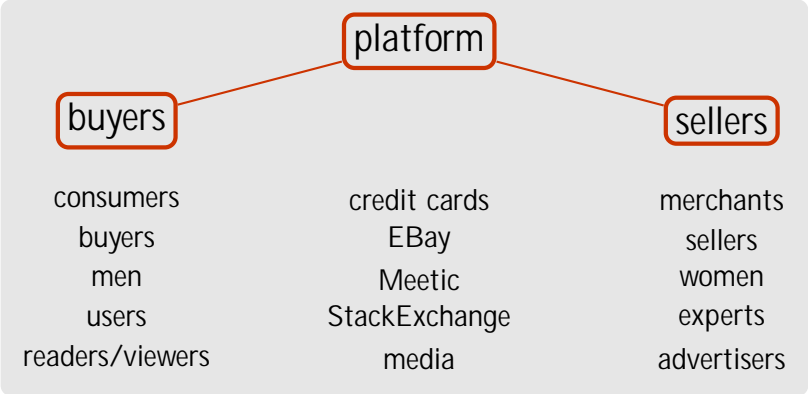 platform
buyers sellers
consumers credit cards merchants
buyers EBay sellers
men Meetic women
users StackExchange experts
readers/viewers media advertisers